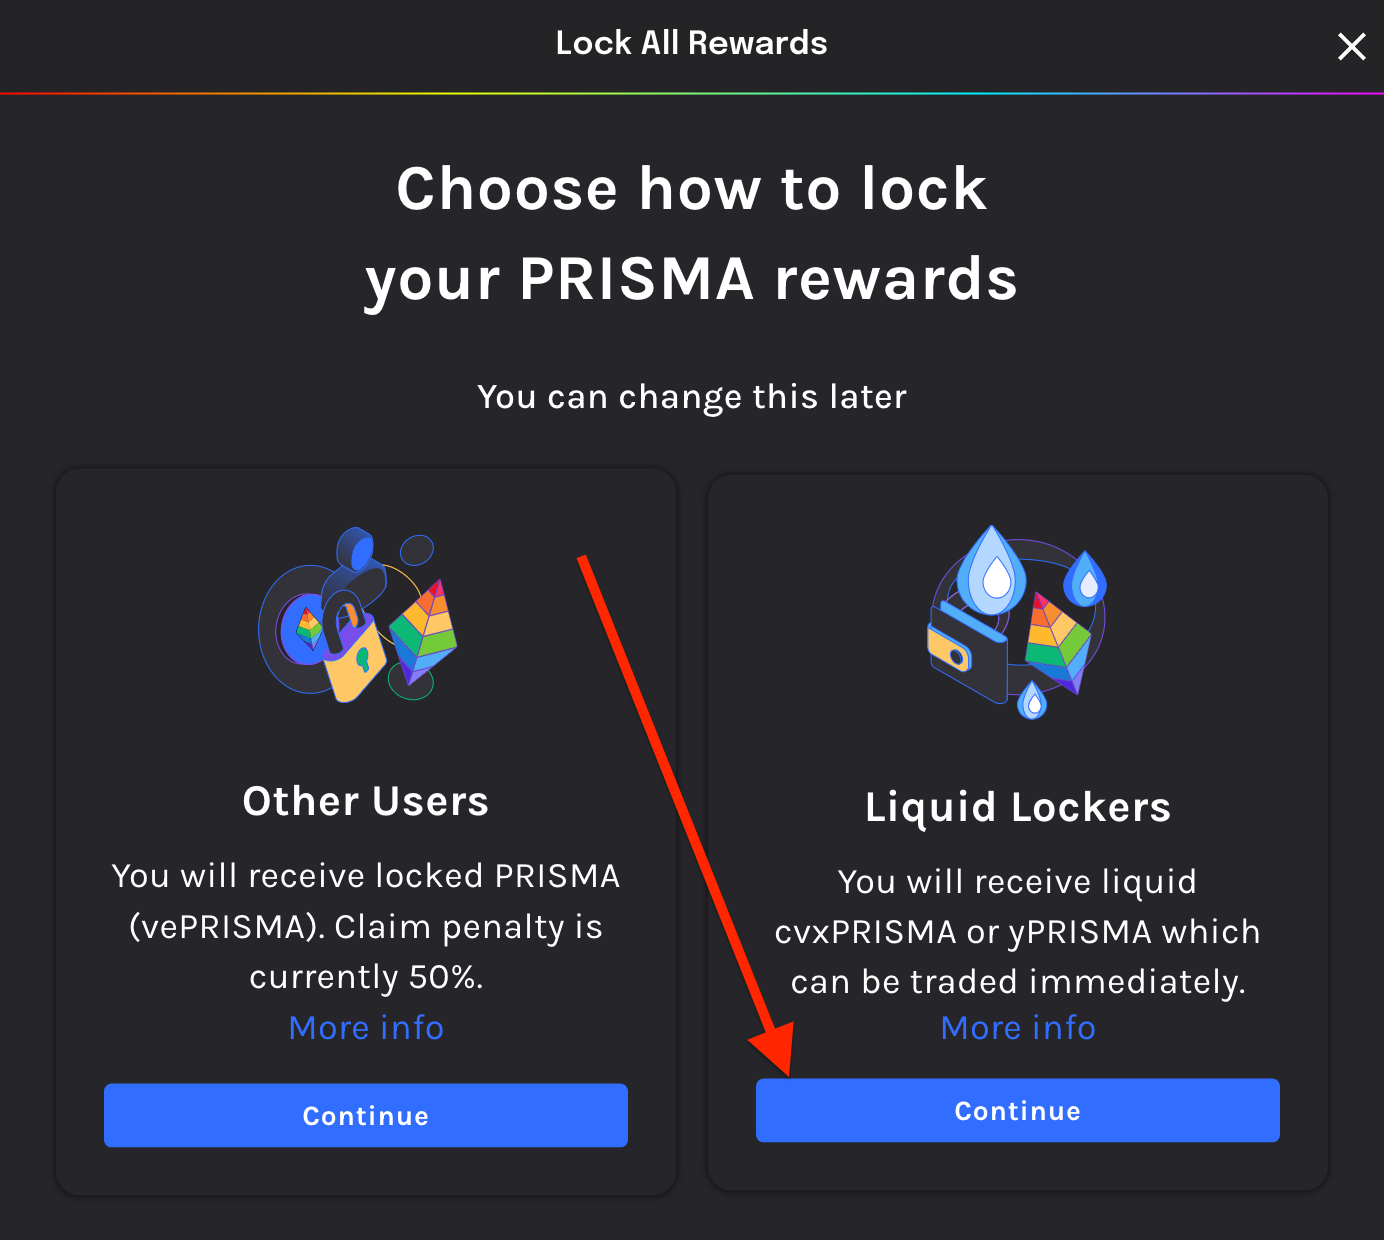 Lock All Rewards
Choose how to lock
your PRISMA rewards
You can change this later
Other Users
You will receive locked PRISMA
(vePRISMA). Claim penalty is
currently 50%.
More info
Continue
Liquid Lockers
You will receive liquid
cvxPRISMA or yPRISMA which
can be traded immediately.
More info
Continue